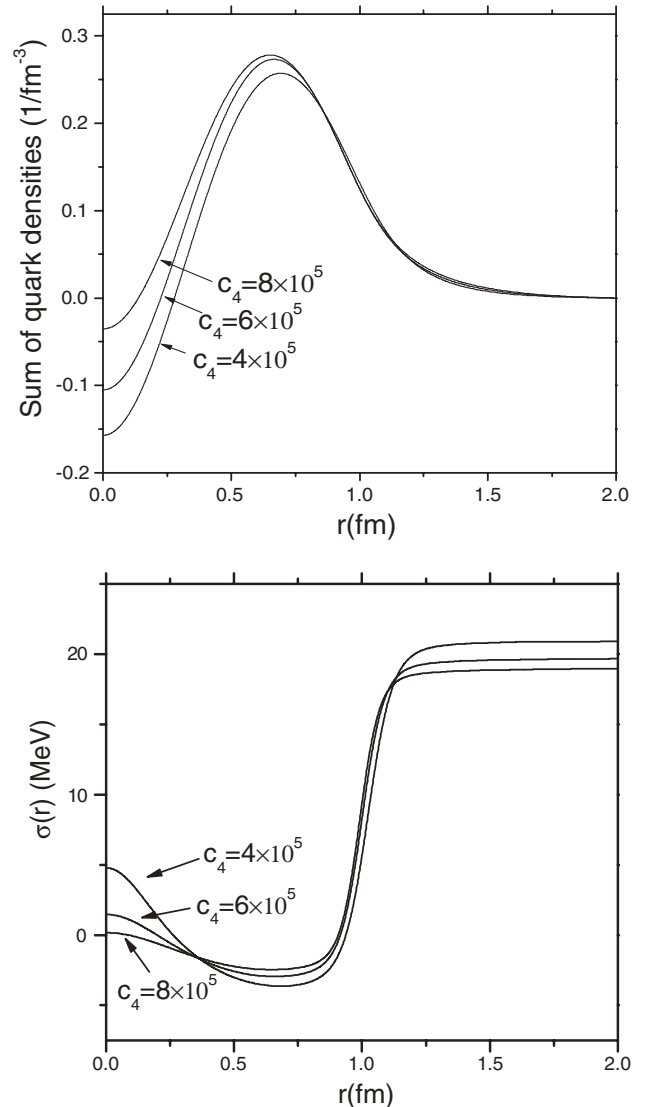 Sum of quark densities (1/fm⁻³)
0.3
0.2
0.1
0.0
-0.1
-0.2
c₄=8×10⁵
c₄=6×10⁵
c₄=4×10⁵
0.0 0.5 1.0 1.5 2.0
r(fm)
σ(r) (MeV)
20
10
0
c₄=4×10⁵
c₄=6×10⁵
c₄=8×10⁵
0.0 0.5 1.0 1.5 2.0
r(fm)